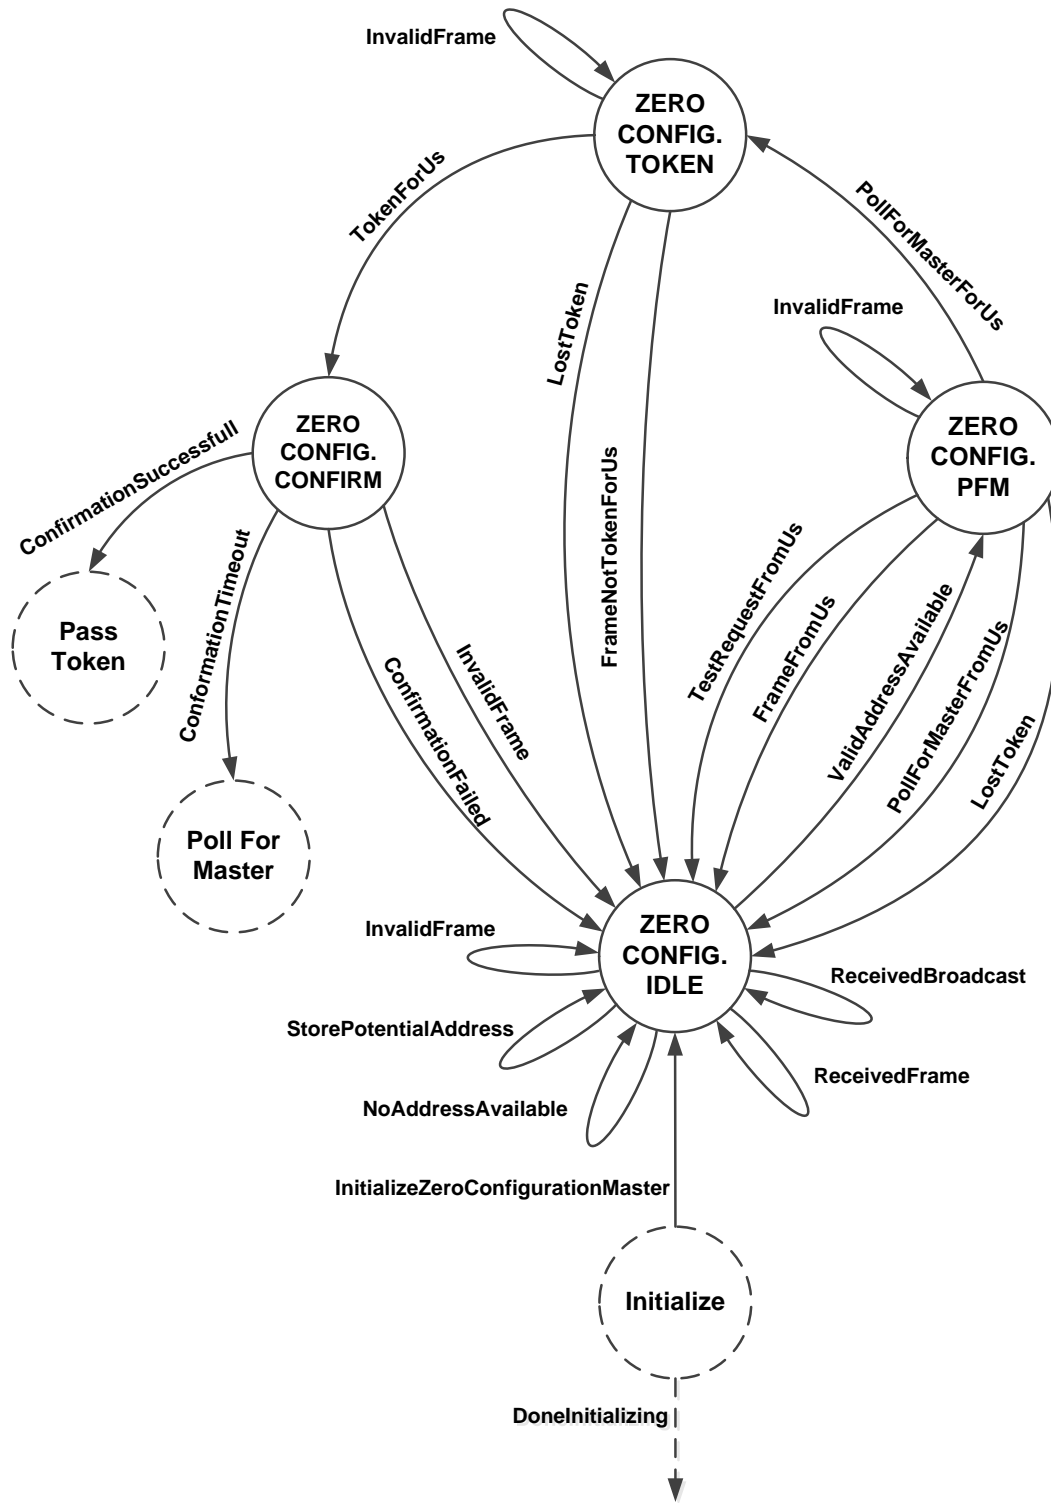 InvalidFrame
ZERO
CONFIG.
TOKEN
TokenForUs
PollForMasterForUs
LostToken
InvalidFrame
FrameNotTokenForUs
ZERO
CONFIG.
CONFIRM
ZERO
CONFIG.
PFM
ConfirmationSuccessfull
ConformationTimeout
Pass
Token
TestRequestFromUs
FrameFromUs
ValidAddressAvailable
PollForMasterFromUs
LostToken
InvalidFrame
ConfirmationFailed
Poll For
Master
ZERO
CONFIG.
IDLE
InvalidFrame
ReceivedBroadcast
StorePotentialAddress
ReceivedFrame
NoAddressAvailable
InitializeZeroConfigurationMaster
Initialize
DoneInitializing